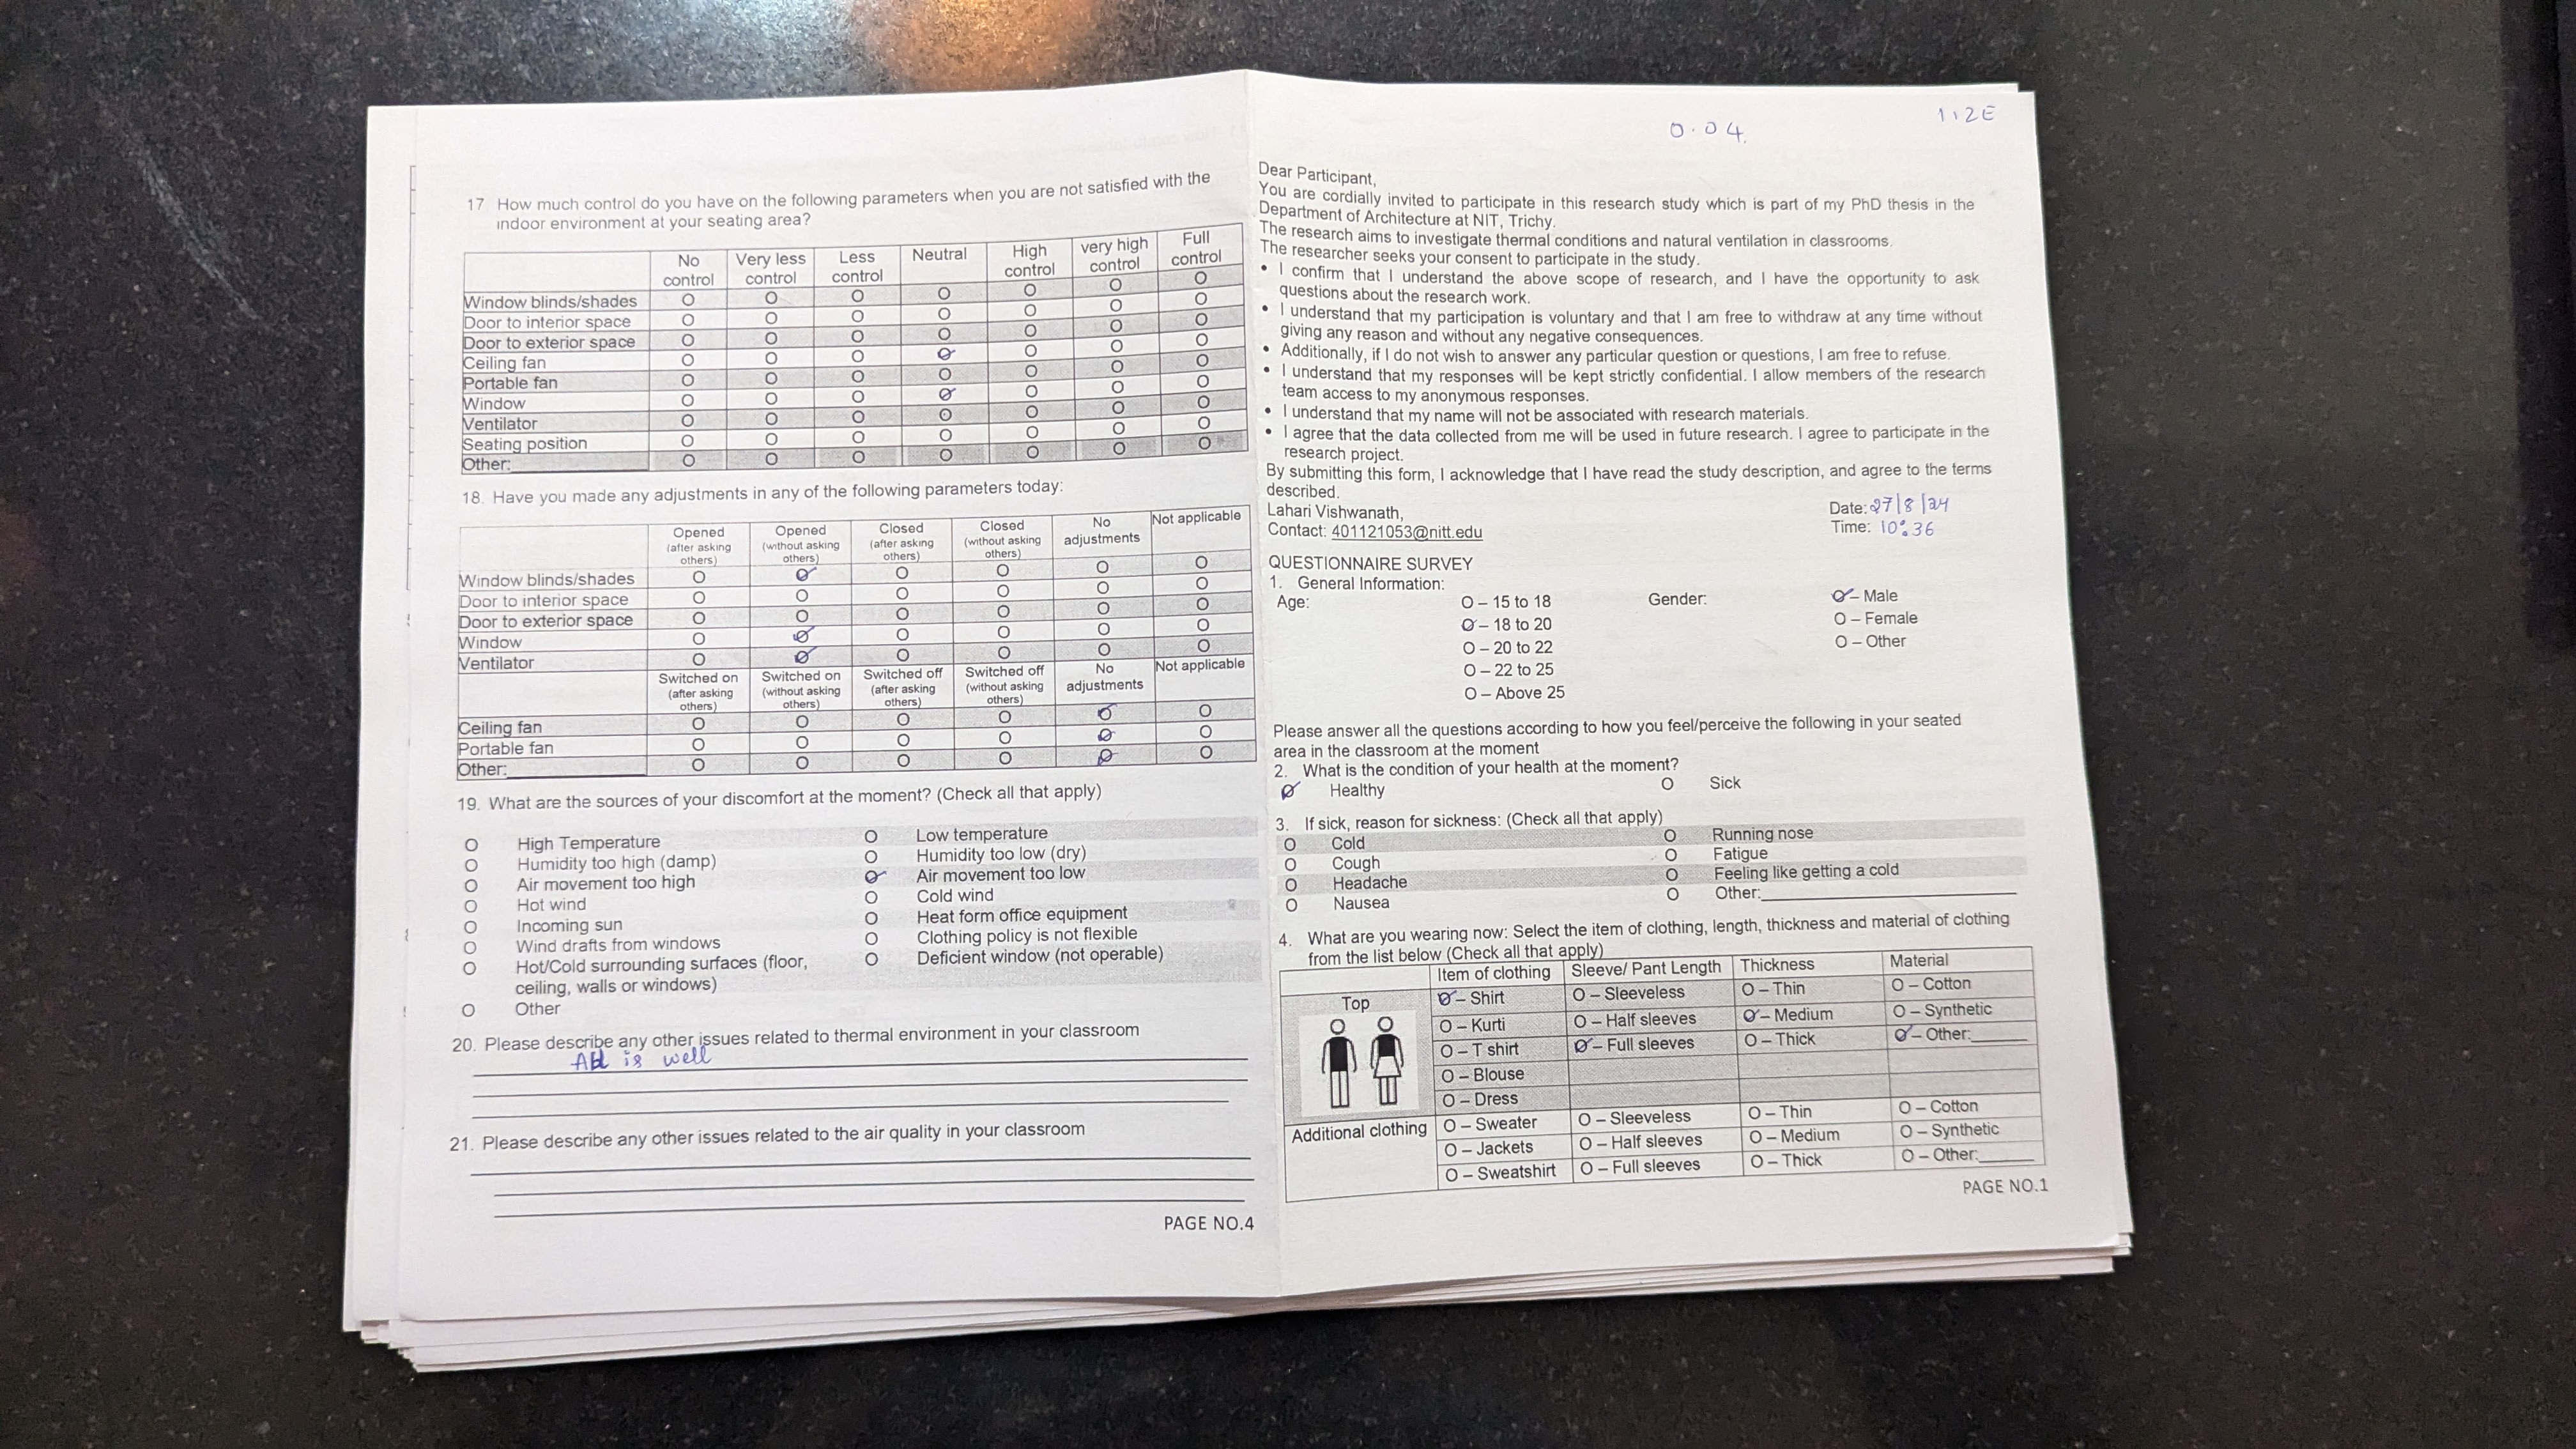 17 How much control do you have on the following parameters when you are not satisfied with the
indoor environment at your seating area?
No control Very less control Less control Neutral High control very high control Full control
Window blinds/shades O O O O O O O
Door to interior space O O O O O O O
Door to exterior space O O O O O O O
Ceiling fan O O O Ø O O O
Portable fan O O O O O O O
Window O O O Ø O O O
Ventilator O O O O O O O
Seating position O O O O O O O
Other:______ O O O O O O O
18. Have you made any adjustments in any of the following parameters today:
Opened (after asking others) Opened (without asking others) Closed (after asking others) Closed (without asking others) No adjustments Not applicable
Window blinds/shades O Ø O O O O
Door to interior space O O O O O O
Door to exterior space O O O O O O
Window O Ø O O O O
Ventilator O Ø O O O O
Switched on (after asking others) Switched on (without asking others) Switched off (after asking others) Switched off (without asking others) No adjustments Not applicable
Ceiling fan O O O O Ø O
Portable fan O O O O Ø O
Other:______ O O O O Ø O
19. What are the sources of your discomfort at the moment? (Check all that apply)
O High Temperature O Low temperature
O Humidity too high (damp) O Humidity too low (dry)
O Air movement too high Ø Air movement too low
O Hot wind O Cold wind
O Incoming sun O Heat form office equipment
O Wind drafts from windows O Clothing policy is not flexible
O Hot/Cold surrounding surfaces (floor, O Deficient window (not operable)
ceiling, walls or windows)
O Other
20. Please describe any other issues related to thermal environment in your classroom
All is well
21. Please describe any other issues related to the air quality in your classroom
PAGE NO.4
0.04.
112E
Dear Participant,
You are cordially invited to participate in this research study which is part of my PhD thesis in the
Department of Architecture at NIT, Trichy.
The research aims to investigate thermal conditions and natural ventilation in classrooms.
The researcher seeks your consent to participate in the study.
• I confirm that I understand the above scope of research, and I have the opportunity to ask
questions about the research work.
• I understand that my participation is voluntary and that I am free to withdraw at any time without
giving any reason and without any negative consequences.
• Additionally, if I do not wish to answer any particular question or questions, I am free to refuse.
• I understand that my responses will be kept strictly confidential. I allow members of the research
team access to my anonymous responses.
• I understand that my name will not be associated with research materials.
• I agree that the data collected from me will be used in future research. I agree to participate in the
research project.
By submitting this form, I acknowledge that I have read the study description, and agree to the terms
described.
Lahari Vishwanath, Date: 27/8/24
Contact: 401121053@nitt.edu Time: 10:36
QUESTIONNAIRE SURVEY
1. General Information:
Age: O – 15 to 18 Gender: Ø – Male
Ø – 18 to 20 O – Female
O – 20 to 22 O – Other
O – 22 to 25
O – Above 25
Please answer all the questions according to how you feel/perceive the following in your seated
area in the classroom at the moment
2. What is the condition of your health at the moment?
Ø Healthy O Sick
3. If sick, reason for sickness: (Check all that apply)
O Cold O Running nose
O Cough O Fatigue
O Headache O Feeling like getting a cold
O Nausea O Other:______
4. What are you wearing now: Select the item of clothing, length, thickness and material of clothing
from the list below (Check all that apply)
Item of clothing Sleeve/ Pant Length Thickness Material
Top Ø – Shirt O – Sleeveless O – Thin O – Cotton
O – Kurti O – Half sleeves Ø – Medium O – Synthetic
O – T shirt Ø – Full sleeves O – Thick Ø – Other:______
O – Blouse
O – Dress
Additional clothing O – Sweater O – Sleeveless O – Thin O – Cotton
O – Jackets O – Half sleeves O – Medium O – Synthetic
O – Sweatshirt O – Full sleeves O – Thick O – Other:______
PAGE NO.1